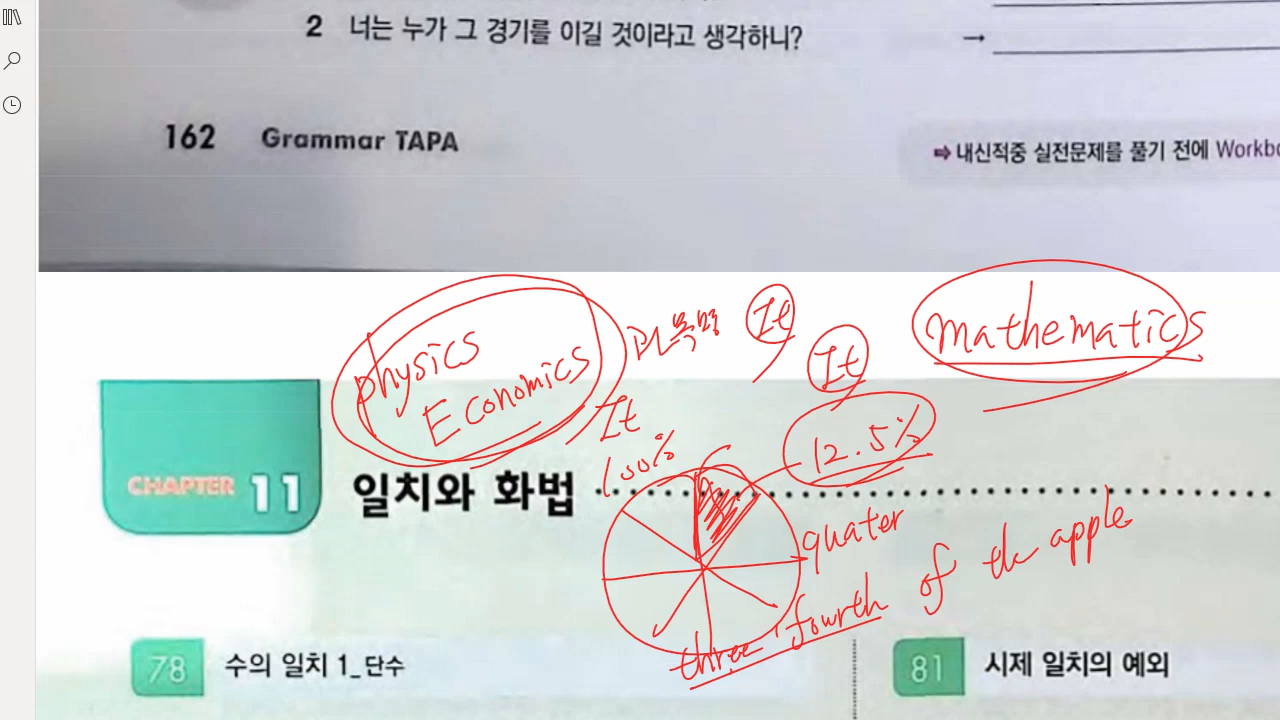 2 너는 누가 그 경기를 이길 것이라고 생각하니?
→
162 Grammar TAPA
⇨ 내신적중 실전문제를 풀기 전에 Workbo
physics
Economics
과목명 It
It
mathematics
It
100%
12.5%
CHAPTER 11 일치와 화법
quater
three fourth of the apple
78 수의 일치 1_단수
81 시제 일치의 예외